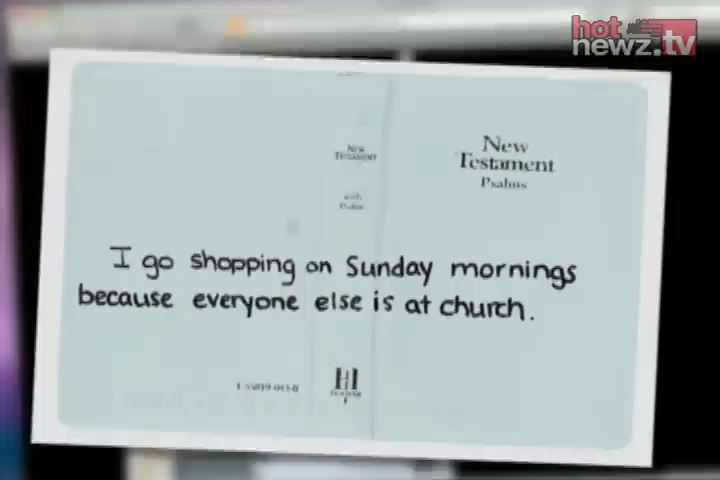 hot
newz.tv
New
Testament
Psalms
New
Testament
with
Psalms
I go shopping on Sunday mornings
because everyone else is at church.
H